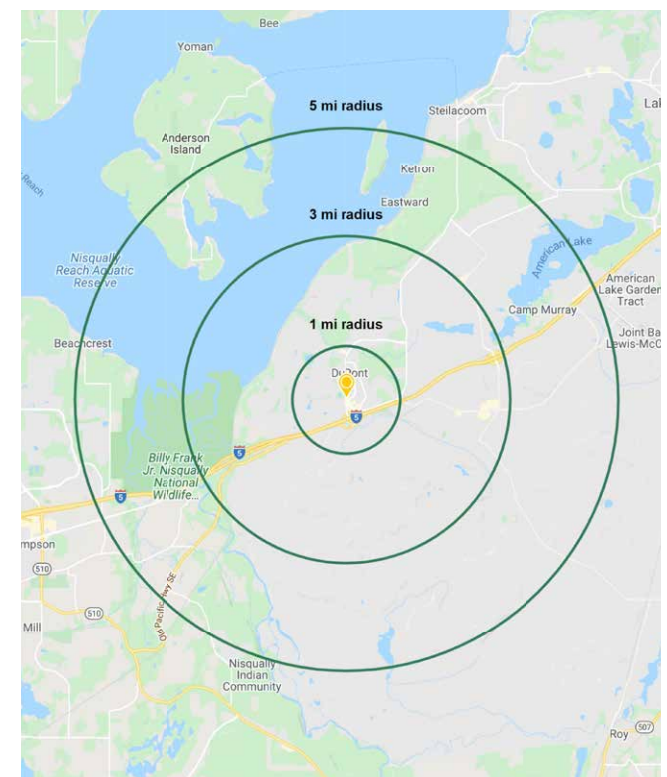 Bee
Yoman
5 mi radius
Steilacoom
Anderson
Island
Ketron
Eastward
Reach
3 mi radius
American Lake
Nisqually
Reach Aquatic
Reserve
American
Lake Garden
Tract
Camp Murray
1 mi radius
Joint Ba
Lewis-McC
Beachcrest
DuPont
5
5
Billy Frank
Jr. Nisqually
National
Wildlife...
5
mpson
510
510
Old Pacific Hwy SE
Mill
Nisqually
Indian
Community
Roy
507